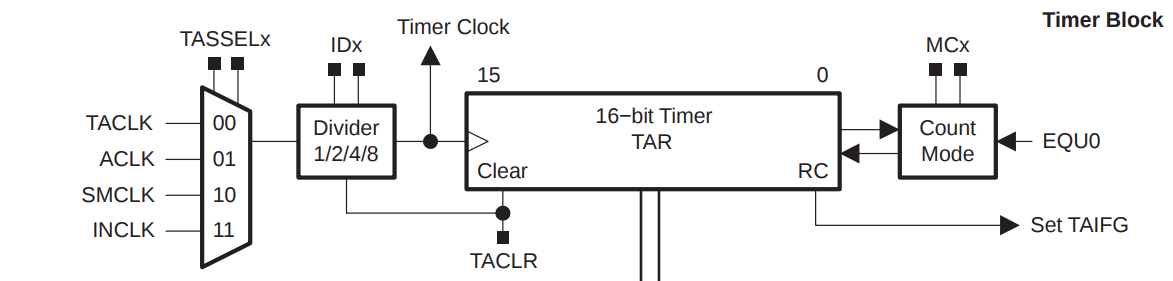 Timer Block
Timer Clock
TASSELx
IDx
MCx
15
0
TACLK
00
Divider
16−bit Timer
Count
ACLK
01
1/2/4/8
TAR
Mode
EQU0
SMCLK
10
Clear
RC
INCLK
11
Set TAIFG
TACLR